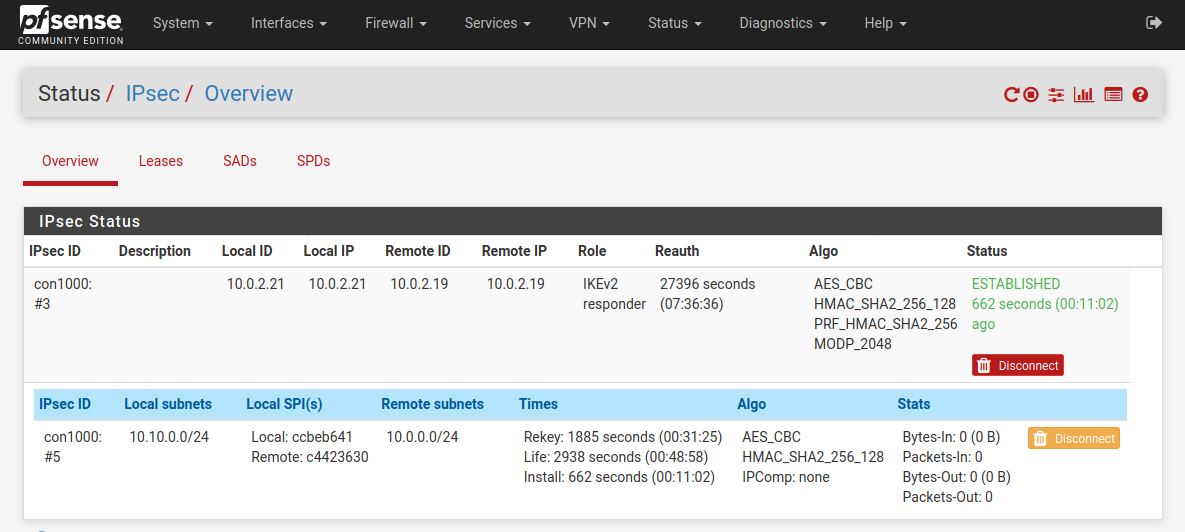 pfsense
COMMUNITY EDITION
System Interfaces Firewall Services VPN Status Diagnostics Help
Status / IPsec / Overview
Overview Leases SADs SPDs
IPsec Status
IPsec ID Description Local ID Local IP Remote ID Remote IP Role Reauth Algo Status
con1000: 10.0.2.21 10.0.2.21 10.0.2.19 10.0.2.19 IKEv2 27396 seconds AES_CBC ESTABLISHED
#3 responder (07:36:36) HMAC_SHA2_256_128 662 seconds (00:11:02)
PRF_HMAC_SHA2_256 ago
MODP_2048
Disconnect
IPsec ID Local subnets Local SPI(s) Remote subnets Times Algo Stats
con1000: 10.10.0.0/24 Local: ccbeb641 10.0.0.0/24 Rekey: 1885 seconds (00:31:25) AES_CBC Bytes-In: 0 (0 B) Disconnect
#5 Remote: c4423630 Life: 2938 seconds (00:48:58) HMAC_SHA2_256_128 Packets-In: 0
Install: 662 seconds (00:11:02) IPComp: none Bytes-Out: 0 (0 B)
Packets-Out: 0